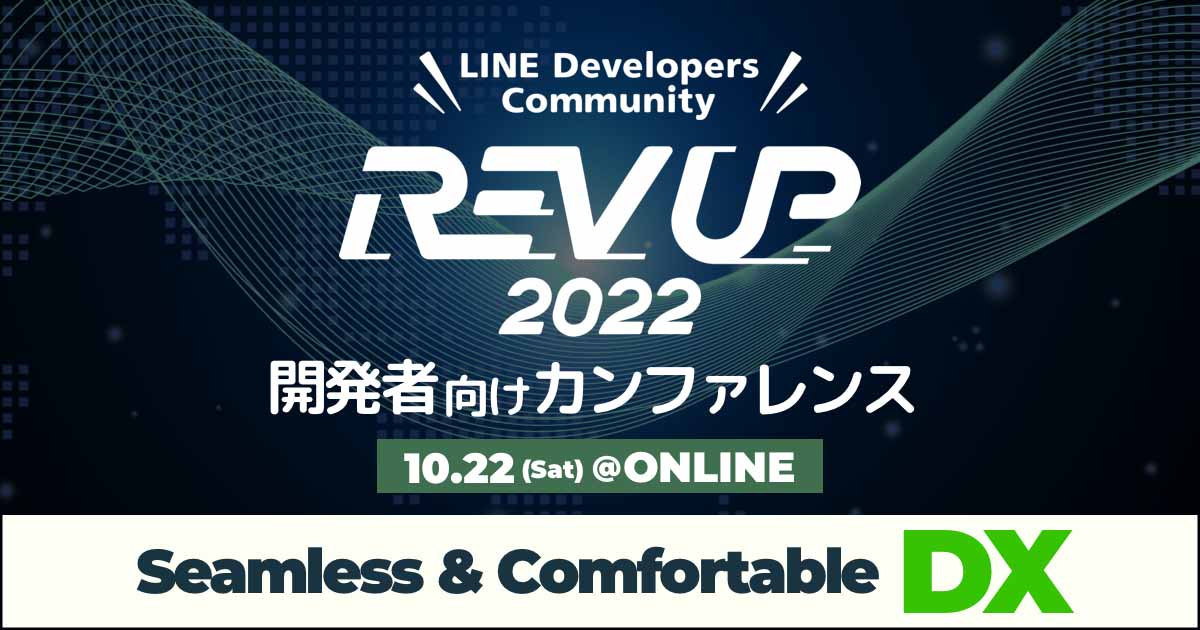 LINE Developers
Community
REV UP
2022
開発者向けカンファレンス
10.22 (Sat) @ONLINE
Seamless & Comfortable DX